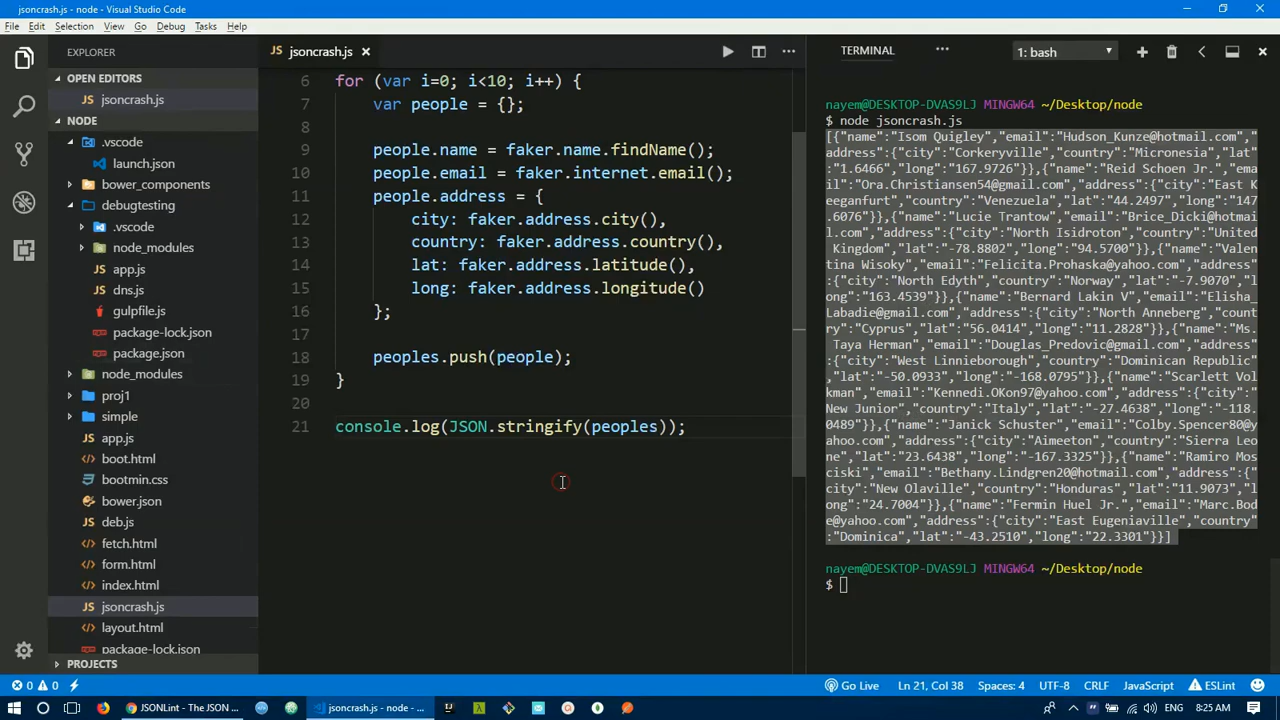 jsoncrash.js - node - Visual Studio Code
File Edit Selection View Go Debug Tasks Help
EXPLORER
OPEN EDITORS
JS jsoncrash.js
NODE
.vscode
launch.json
bower_components
debugtesting
.vscode
node_modules
JS app.js
JS dns.js
gulpfile.js
package-lock.json
package.json
node_modules
proj1
simple
JS app.js
boot.html
bootmin.css
bower.json
JS deb.js
fetch.html
form.html
index.html
JS jsoncrash.js
layout.html
package-lock.json
PROJECTS
JS jsoncrash.js
6 for (var i=0; i<10; i++) {
7 var people = {};
8
9 people.name = faker.name.findName();
10 people.email = faker.internet.email();
11 people.address = {
12 city: faker.address.city(),
13 country: faker.address.country(),
14 lat: faker.address.latitude(),
15 long: faker.address.longitude()
16 };
17
18 peoples.push(people);
19 }
20
21 console.log(JSON.stringify(peoples));
TERMINAL
1: bash
nayem@DESKTOP-DVAS9LJ MINGW64 ~/Desktop/node
$ node jsoncrash.js
[{"name":"Isom Quigley","email":"Hudson_Kunze@hotmail.com","
address":{"city":"Corkeryville","country":"Micronesia","lat
":"1.6466","long":"167.9726"}},{"name":"Reid Schoen Jr.","em
ail":"Ora.Christiansen54@gmail.com","address":{"city":"East K
eeganfurt","country":"Venezuela","lat":"44.2497","long":"147
.6076"}},{"name":"Lucie Trantow","email":"Brice_Dicki@hotmai
l.com","address":{"city":"North Isidroton","country":"United
Kingdom","lat":"-78.8802","long":"94.5700"}},{"name":"Valen
tina Wisoky","email":"Felicita.Prohaska@yahoo.com","address"
:{"city":"North Edyth","country":"Norway","lat":"-7.9070","l
ong":"163.4539"}},{"name":"Bernard Lakin V","email":"Elisha_
Labadie@gmail.com","address":{"city":"North Anneberg","count
ry":"Cyprus","lat":"56.0414","long":"11.2828"}},{"name":"Ms.
Taya Herman","email":"Douglas_Predovic@gmail.com","address"
:{"city":"West Linnieborough","country":"Dominican Republic"
,"lat":"-50.0933","long":"-168.0795"}},{"name":"Scarlett Vol
kman","email":"Kennedi.OKon97@yahoo.com","address":{"city":"
New Junior","country":"Italy","lat":"-27.4638","long":"-118.
0489"}},{"name":"Janick Schuster","email":"Colby.Spencer80@y
ahoo.com","address":{"city":"Aimeeton","country":"Sierra Leo
ne","lat":"23.6438","long":"-167.3325"}},{"name":"Ramiro Mos
ciski","email":"Bethany.Lindgren20@hotmail.com","address":{"
city":"New Olaville","country":"Honduras","lat":"11.9073","l
ong":"24.7004"}},{"name":"Fermin Huel Jr.","email":"Marc.Bod
e@yahoo.com","address":{"city":"East Eugeniaville","country"
:"Dominica","lat":"-43.2510","long":"22.3301"}}]
nayem@DESKTOP-DVAS9LJ MINGW64 ~/Desktop/node
$
0 0
Go Live Ln 21, Col 38 Spaces: 4 UTF-8 CRLF JavaScript ESLint
JSONLint - The JSON ... jsoncrash.js - node - ... ENG 8:25 AM